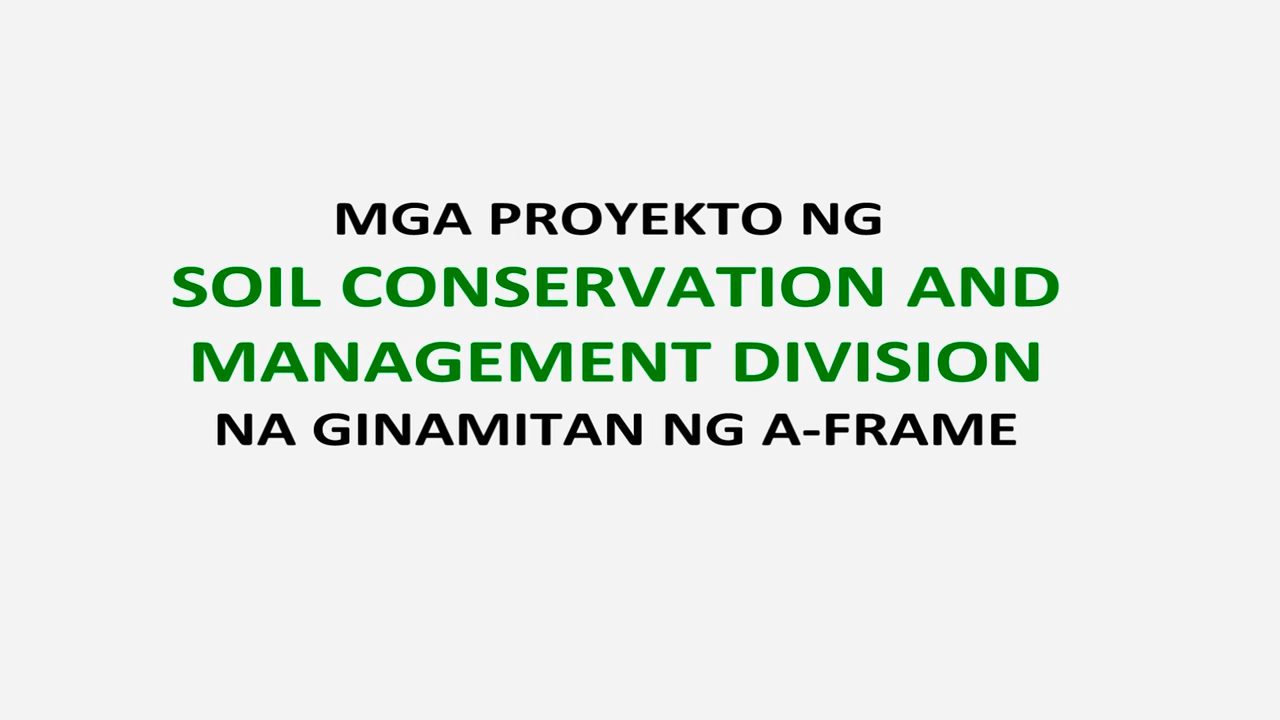 MGA PROYEKTO NG
SOIL CONSERVATION AND
MANAGEMENT DIVISION
NA GINAMITAN NG A-FRAME